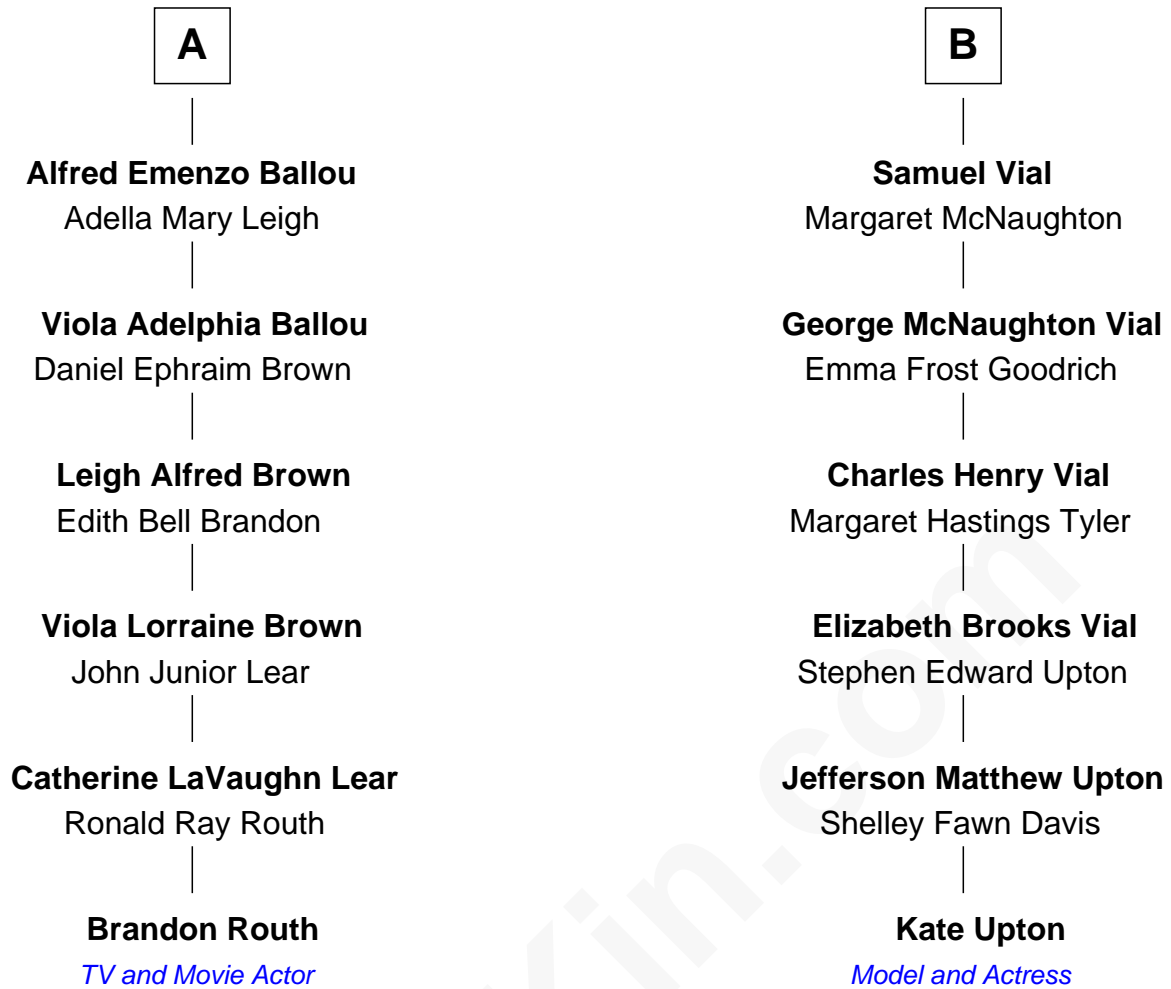 A
Alfred Emenzo Ballou
Adella Mary Leigh
Viola Adelphia Ballou
Daniel Ephraim Brown
Leigh Alfred Brown
Edith Bell Brandon
Viola Lorraine Brown
John Junior Lear
Catherine LaVaughn Lear
Ronald Ray Routh
Brandon Routh
TV and Movie Actor
B
Samuel Vial
Margaret McNaughton
George McNaughton Vial
Emma Frost Goodrich
Charles Henry Vial
Margaret Hastings Tyler
Elizabeth Brooks Vial
Stephen Edward Upton
Jefferson Matthew Upton
Shelley Fawn Davis
Kate Upton
Model and Actress
Kin.com